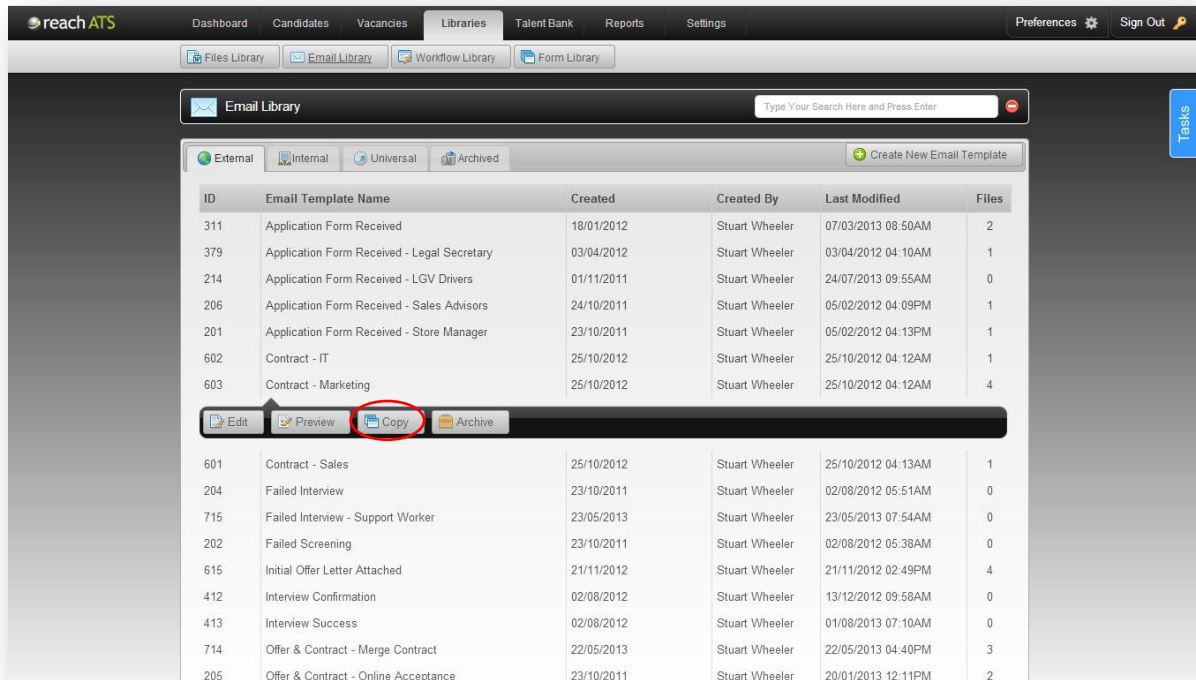 reach ATS Dashboard Candidates Vacancies Libraries Talent Bank Reports Settings Preferences Sign Out
Files Library Email Library Workflow Library Form Library
Email Library Type Your Search Here and Press Enter
Tasks
External Internal Universal Archived Create New Email Template
ID Email Template Name Created Created By Last Modified Files
311 Application Form Received 18/01/2012 Stuart Wheeler 07/03/2013 08:50AM 2
379 Application Form Received - Legal Secretary 03/04/2012 Stuart Wheeler 03/04/2012 04:10AM 1
214 Application Form Received - LGV Drivers 01/11/2011 Stuart Wheeler 24/07/2013 09:55AM 0
206 Application Form Received - Sales Advisors 24/10/2011 Stuart Wheeler 05/02/2012 04:09PM 1
201 Application Form Received - Store Manager 23/10/2011 Stuart Wheeler 05/02/2012 04:13PM 1
602 Contract - IT 25/10/2012 Stuart Wheeler 25/10/2012 04:12AM 1
603 Contract - Marketing 25/10/2012 Stuart Wheeler 25/10/2012 04:12AM 4
Edit Preview Copy Archive
601 Contract - Sales 25/10/2012 Stuart Wheeler 25/10/2012 04:13AM 1
204 Failed Interview 23/10/2011 Stuart Wheeler 02/08/2012 05:51AM 0
715 Failed Interview - Support Worker 23/05/2013 Stuart Wheeler 23/05/2013 07:54AM 0
202 Failed Screening 23/10/2011 Stuart Wheeler 02/08/2012 05:38AM 0
615 Initial Offer Letter Attached 21/11/2012 Stuart Wheeler 21/11/2012 02:49PM 4
412 Interview Confirmation 02/08/2012 Stuart Wheeler 13/12/2012 09:58AM 0
413 Interview Success 02/08/2012 Stuart Wheeler 01/08/2013 07:10AM 0
714 Offer & Contract - Merge Contract 22/05/2013 Stuart Wheeler 22/05/2013 04:40PM 3
205 Offer & Contract - Online Acceptance 23/10/2011 Stuart Wheeler 20/01/2013 12:11PM 2